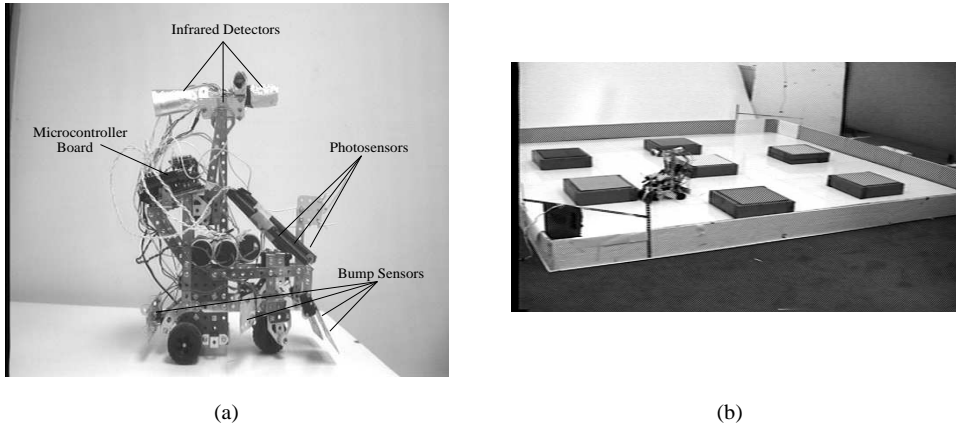 Infrared Detectors
Microcontroller
Board
Photosensors
Bump Sensors
(a)
(b)